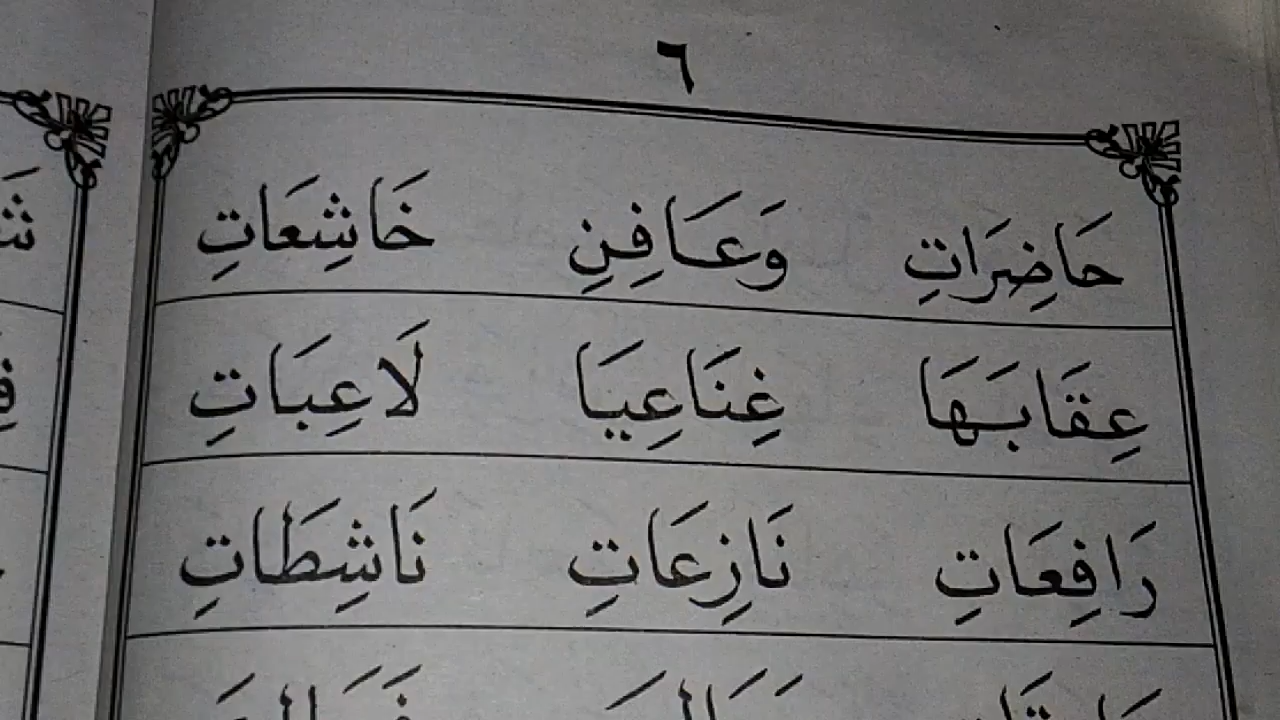 ٦
حَاضِرَاتِ وَعَافِنِ خَاشِعَاتِ
عِقَابَهَا غِنَاعِيَا لَاعِبَاتِ
رَافِعَاتِ نَازِعَاتِ نَاشِطَاتِ